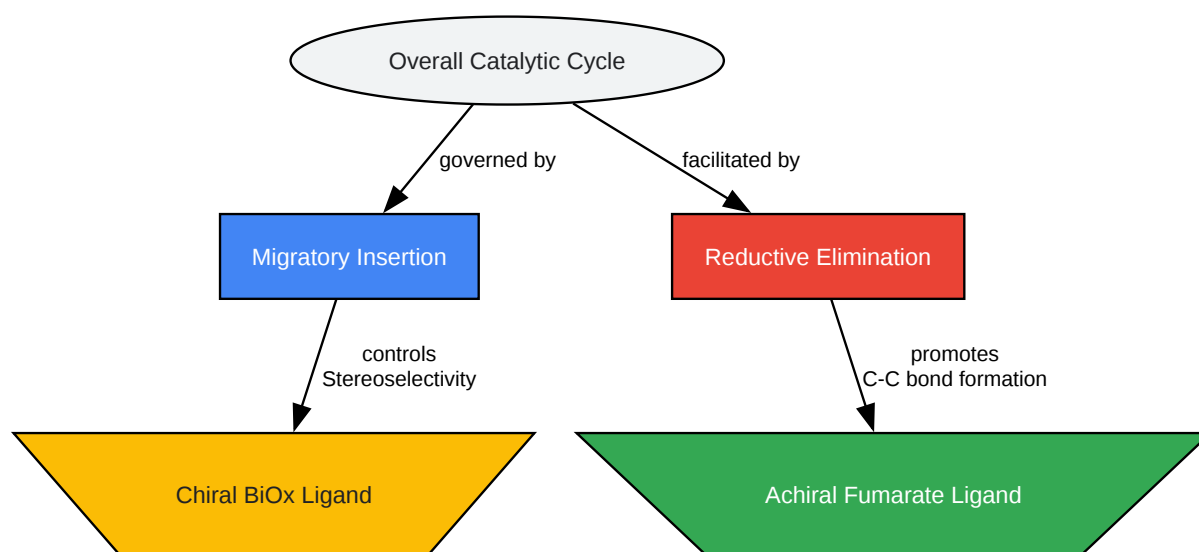 Overall Catalytic Cycle
governed by
facilitated by
Migratory Insertion
Reductive Elimination
controls
Stereoselectivity
promotes
C-C bond formation
Chiral BiOx Ligand
Achiral Fumarate Ligand